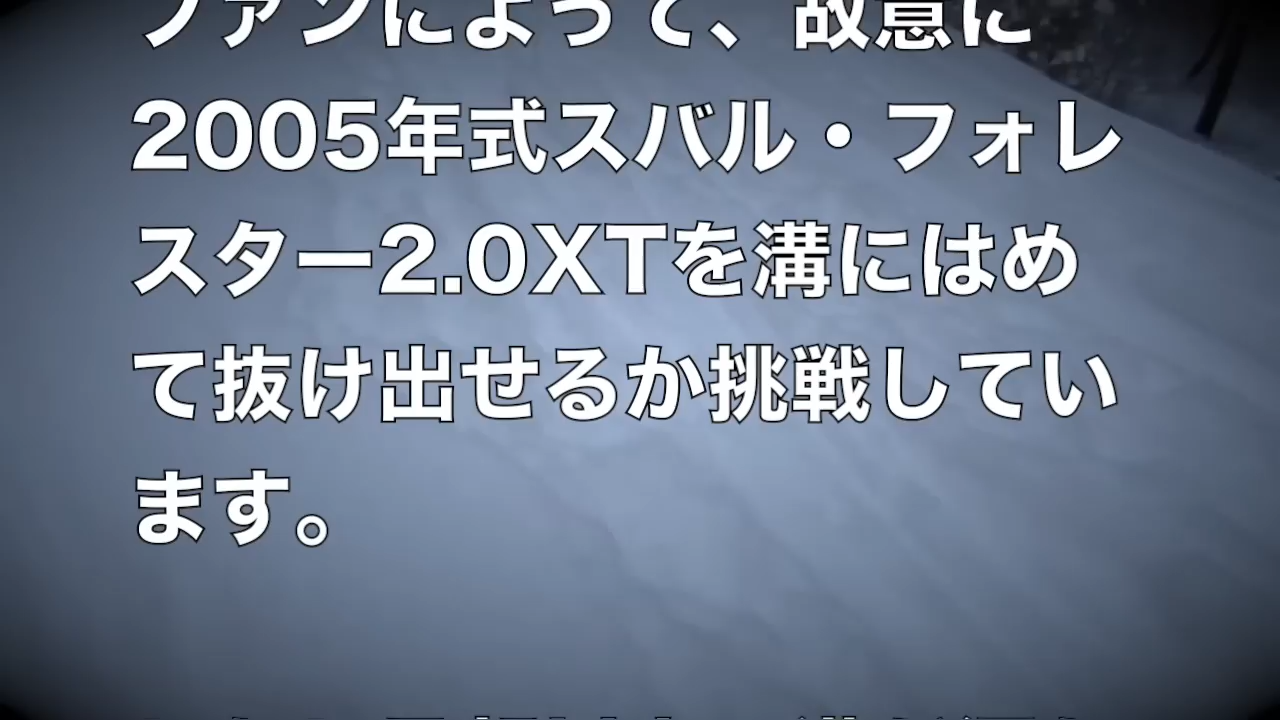 ファンによって、故意に
2005年式スバル・フォレ
スター2.0XTを溝にはめ
て抜け出せるか挑戦してい
ます。